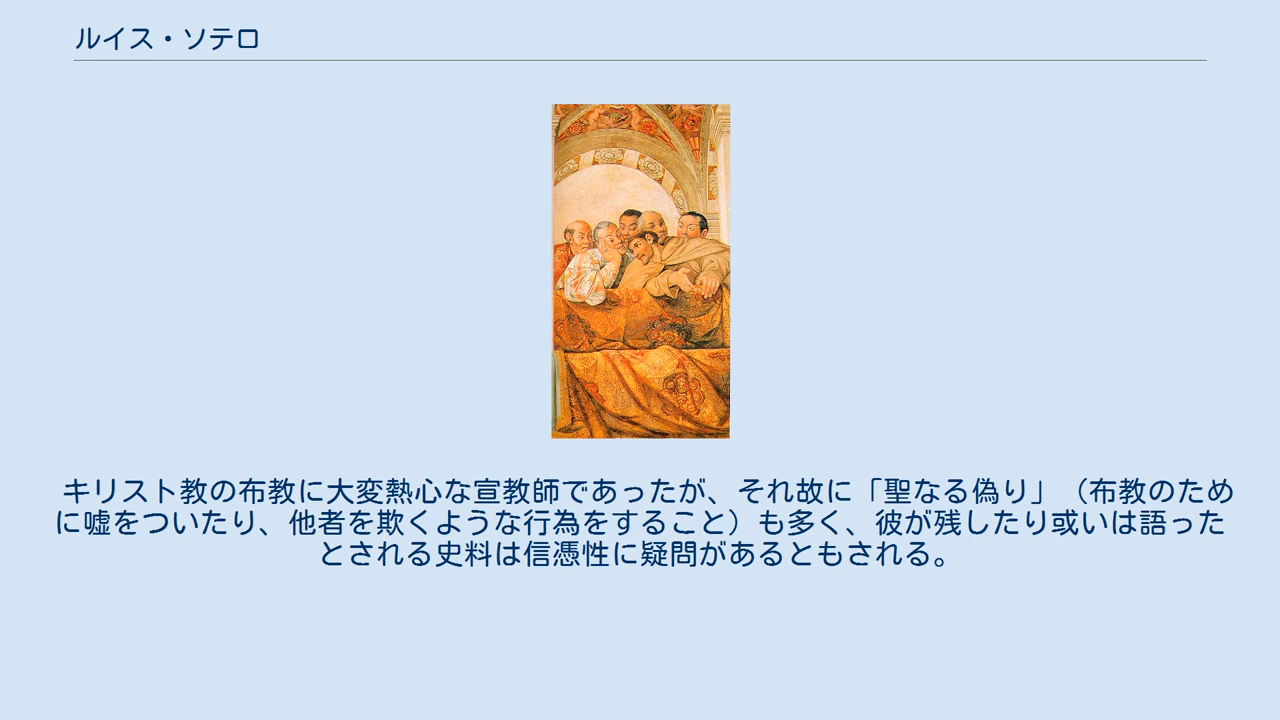 ルイス・ソテロ
キリスト教の布教に大変熱心な宣教師であったが、それ故に「聖なる偽り」（布教のため
に嘘をついたり、他者を欺くような行為をすること）も多く、彼が残したり或いは語った
とされる史料は信憑性に疑問があるともされる。